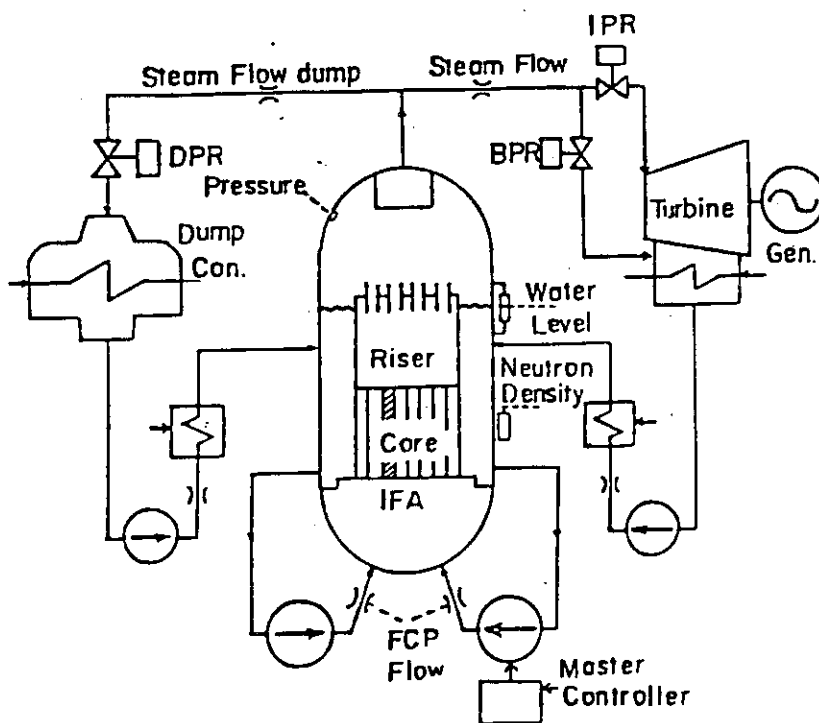 IPR
Steam Flow dump
Steam Flow
DPR
BPR
Pressure
Turbine
Dump
Con.
Gen.
Water
Level
Riser
Neutron
Density
Core
IFA
FCP
Flow
Master
Controller